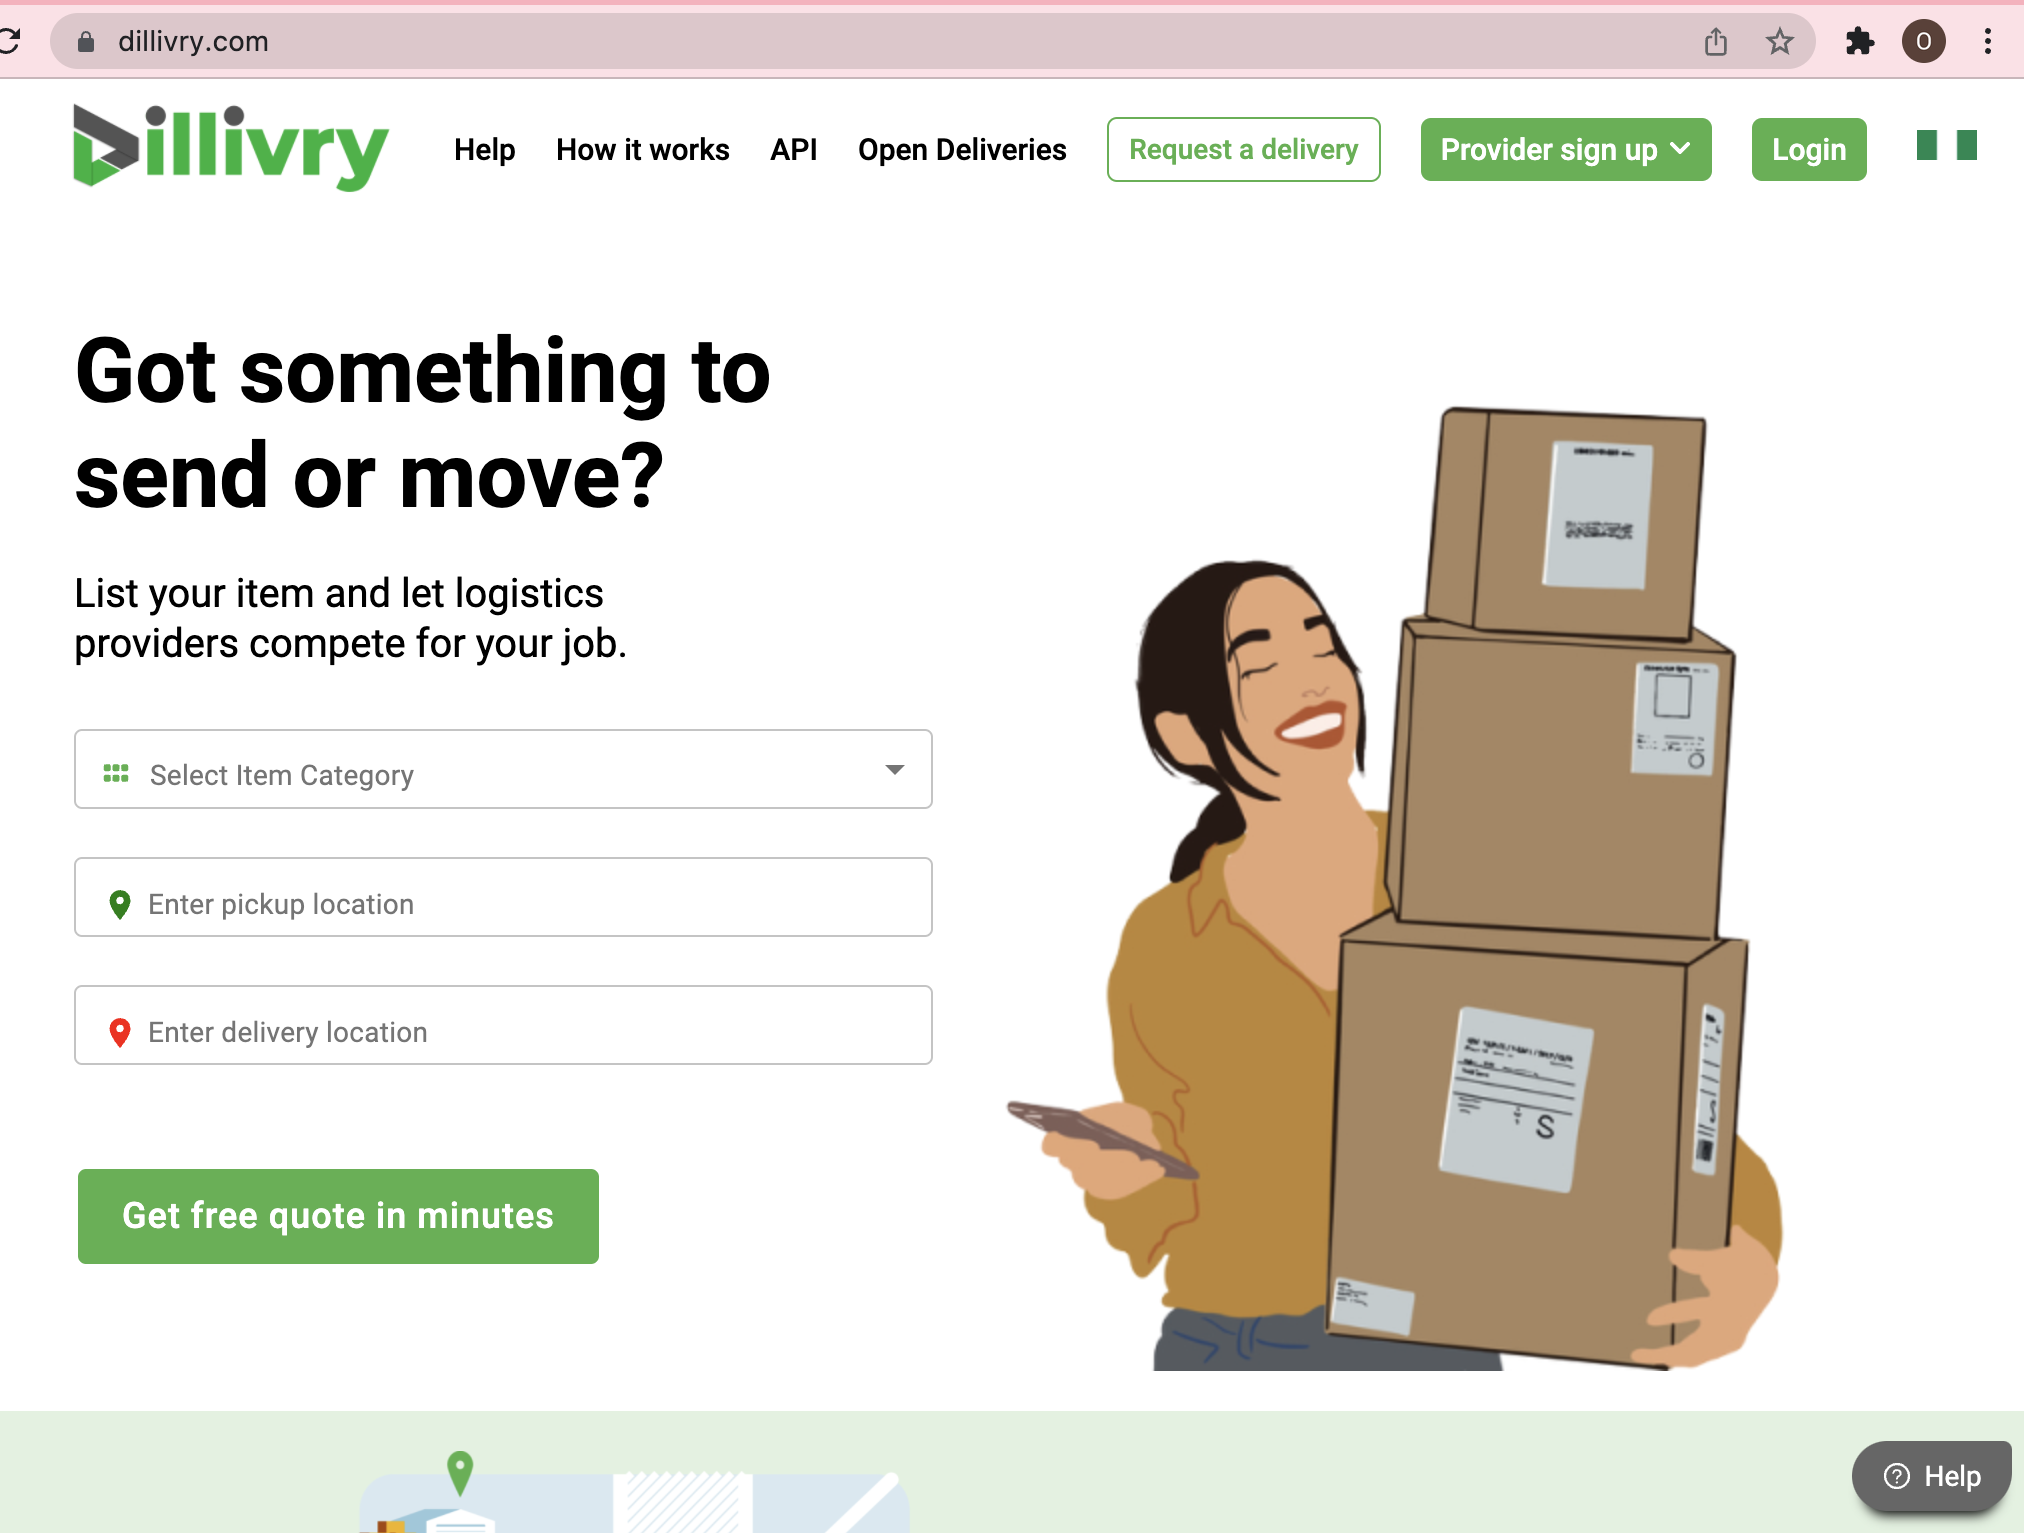 dillivry.com
O
Dillivry
Help
How it works
API
Open Deliveries
Request a delivery
Provider sign up
Login
Got something to
send or move?
List your item and let logistics
providers compete for your job.
Select Item Category
Enter pickup location
Enter delivery location
Get free quote in minutes
S
Help